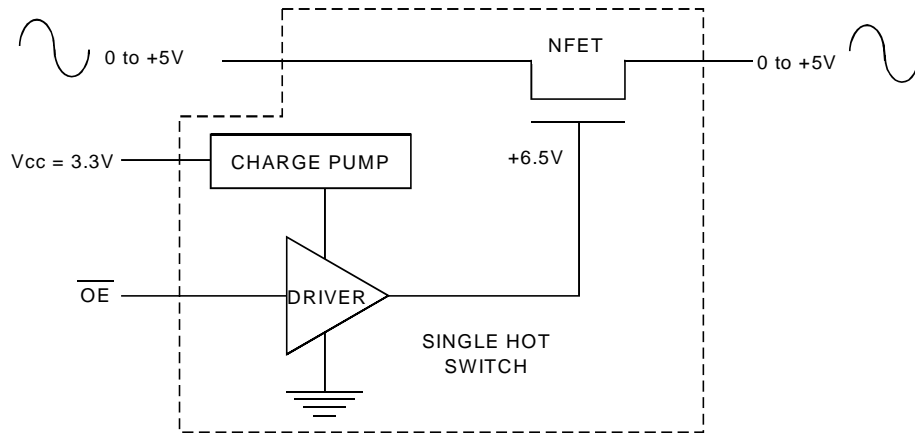 NFET
0 to +5V
0 to +5V
Vcc = 3.3V
CHARGE PUMP
+6.5V
OE
DRIVER
SINGLE HOT
SWITCH